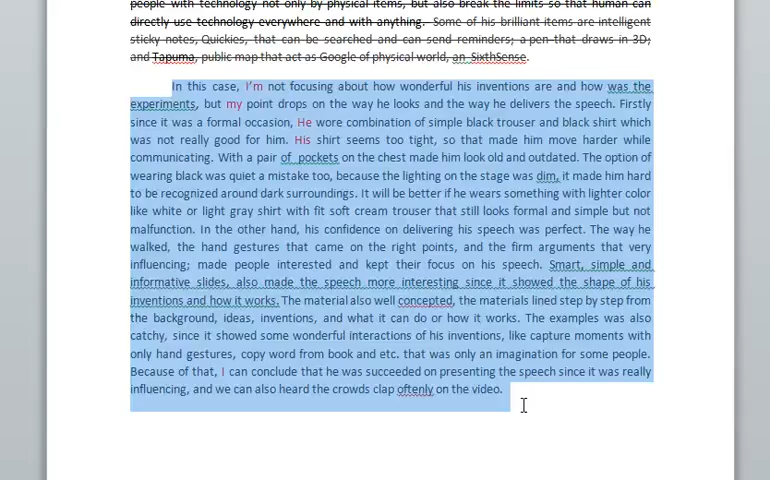 people with technology not only by physical items, but also break the limits so that human can
directly use technology everywhere and with anything. Some of his brilliant items are intelligent
sticky notes, Quickies, that can be searched and can send reminders; a pen that draws in 3D;
and Tapuma, public map that act as Google of physical world, an SixthSense.
In this case, I'm not focusing about how wonderful his inventions are and how was the
experiments, but my point drops on the way he looks and the way he delivers the speech. Firstly
since it was a formal occasion, He wore combination of simple black trouser and black shirt which
was not really good for him. His shirt seems too tight, so that made him move harder while
communicating. With a pair of pockets on the chest made him look old and outdated. The option of
wearing black was quiet a mistake too, because the lighting on the stage was dim, it made him hard
to be recognized around dark surroundings. It will be better if he wears something with lighter color
like white or light gray shirt with fit soft cream trouser that still looks formal and simple but not
malfunction. In the other hand, his confidence on delivering his speech was perfect. The way he
walked, the hand gestures that came on the right points, and the firm arguments that very
influencing; made people interested and kept their focus on his speech. Smart, simple and
informative slides, also made the speech more interesting since it showed the shape of his
inventions and how it works. The material also well concepted, the materials lined step by step from
the background, ideas, inventions, and what it can do or how it works. The examples was also
catchy, since it showed some wonderful interactions of his inventions, like capture moments with
only hand gestures, copy word from book and etc. that was only an imagination for some people.
Because of that, I can conclude that he was succeeded on presenting the speech since it was really
influencing, and we can also heard the crowds clap oftenly on the video.